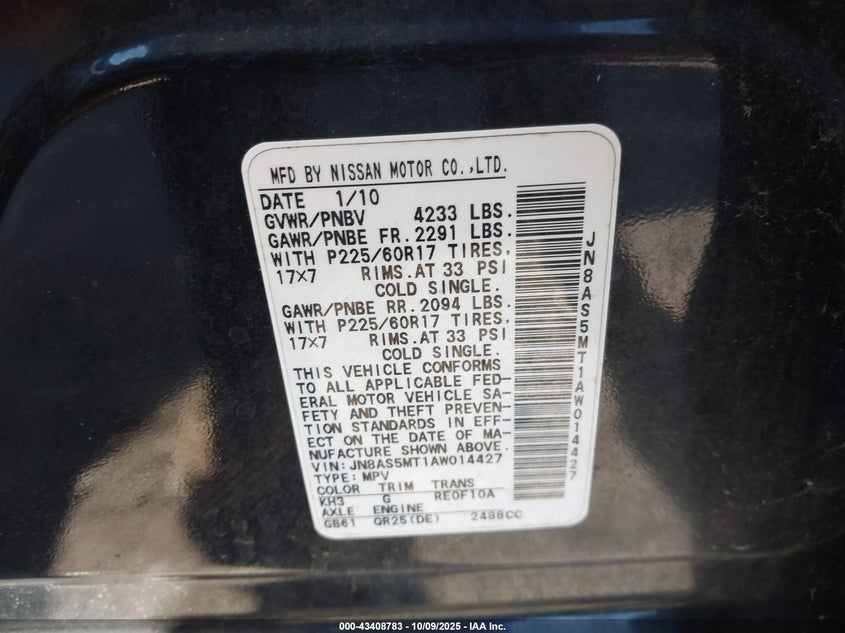 MFD BY NISSAN MOTOR CO.,LTD.
DATE 1/10
GVWR/PNBV 4233 LBS.
GAWR/PNBE FR. 2291 LBS.
WITH P225/60R17 TIRES,
17×7 RIMS.AT 33 PSI
COLD SINGLE.
GAWR/PNBE RR. 2094 LBS.
WITH P225/60R17 TIRES,
17×7 RIMS.AT 33 PSI
COLD SINGLE.
THIS VEHICLE CONFORMS
TO ALL APPLICABLE FED-
ERAL MOTOR VEHICLE SA-
FETY AND THEFT PREVEN-
TION STANDARDS IN EFF-
ECT ON THE DATE OF MA-
NUFACTURE SHOWN ABOVE.
VIN: JN8AS5MT1AW014427
TYPE: MPV
COLOR TRIM TRANS
KH3 G RE0F10A
AXLE ENGINE
GB61 QR25(DE) 2488CC
JN8AS5MT1AW014427
000-43408783 - 10/09/2025 - IAA Inc.